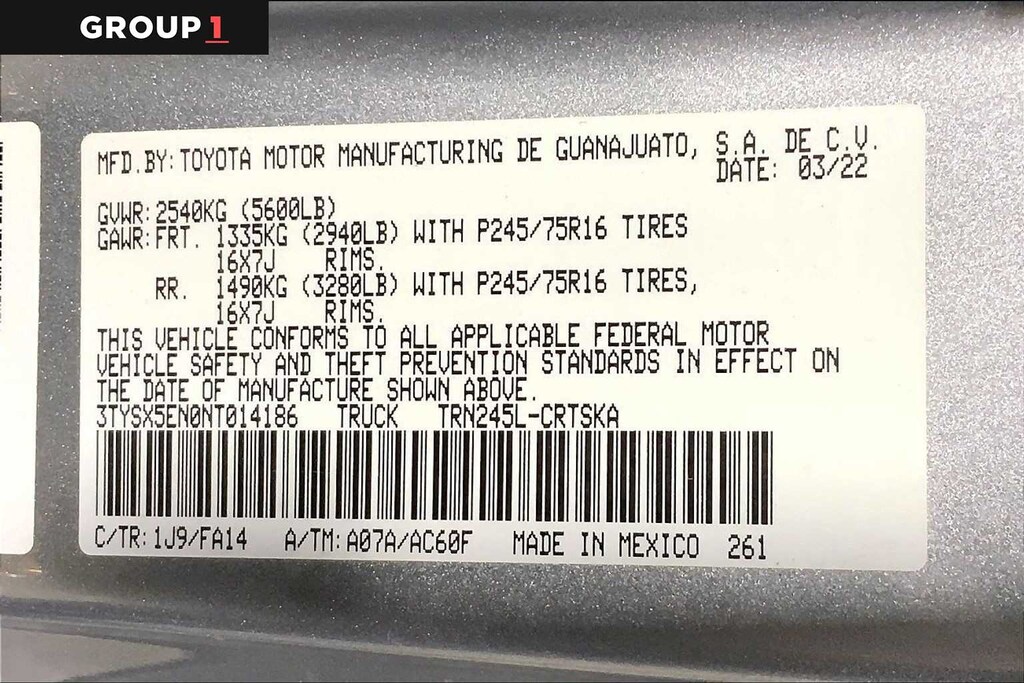 GROUP 1
MFD.BY:TOYOTA MOTOR MANUFACTURING DE GUANAJUATO, S.A. DE C.V.
DATE: 03/22
GVWR:2540KG (5600LB)
GAWR:FRT. 1335KG (2940LB) WITH P245/75R16 TIRES
16X7J RIMS.
RR. 1490KG (3280LB) WITH P245/75R16 TIRES,
16X7J RIMS.
THIS VEHICLE CONFORMS TO ALL APPLICABLE FEDERAL MOTOR
VEHICLE SAFETY AND THEFT PREVENTION STANDARDS IN EFFECT ON
THE DATE OF MANUFACTURE SHOWN ABOVE.
3TYSX5EN0NT014186 TRUCK TRN245L-CRTSKA
C/TR:1J9/FA14 A/TM:A07A/AC60F MADE IN MEXICO 261